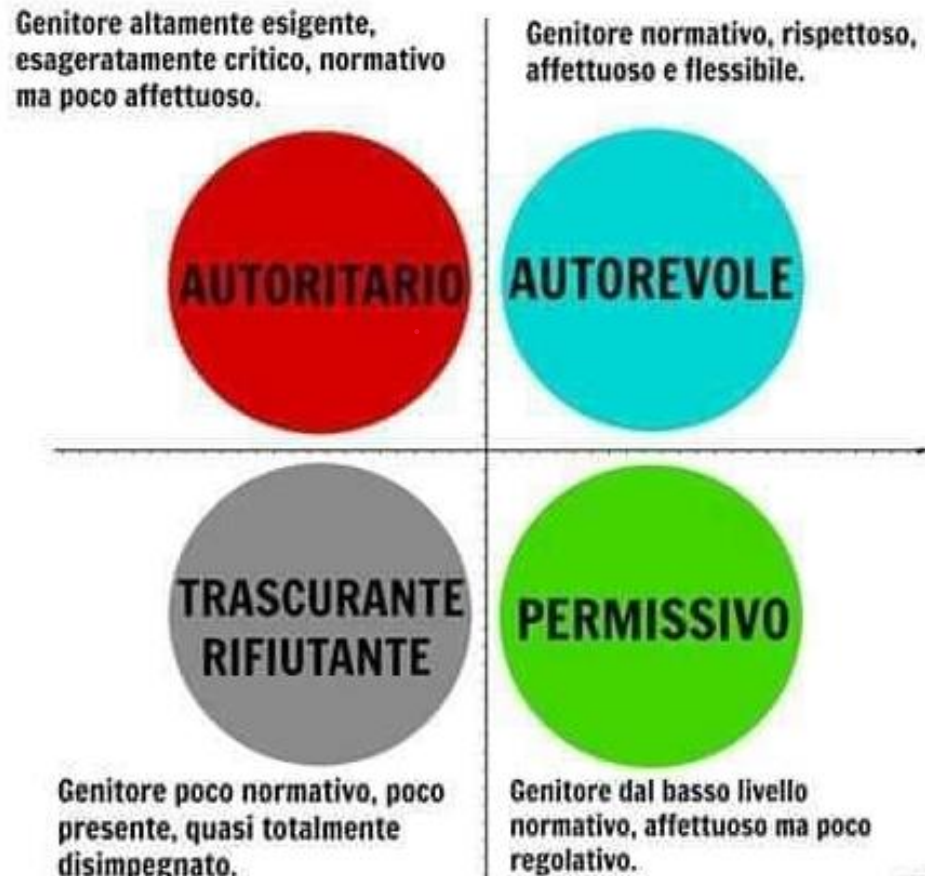 Genitore altamente esigente,
esageratamente critico, normativo
ma poco affettuoso.
Genitore normativo, rispettoso,
affettuoso e flessibile.
AUTORITARIO
AUTOREVOLE
TRASCURANTE
RIFIUTANTE
PERMISSIVO
Genitore poco normativo, poco
presente, quasi totalmente
disimpegnato.
Genitore dal basso livello
normativo, affettuoso ma poco
regolativo.